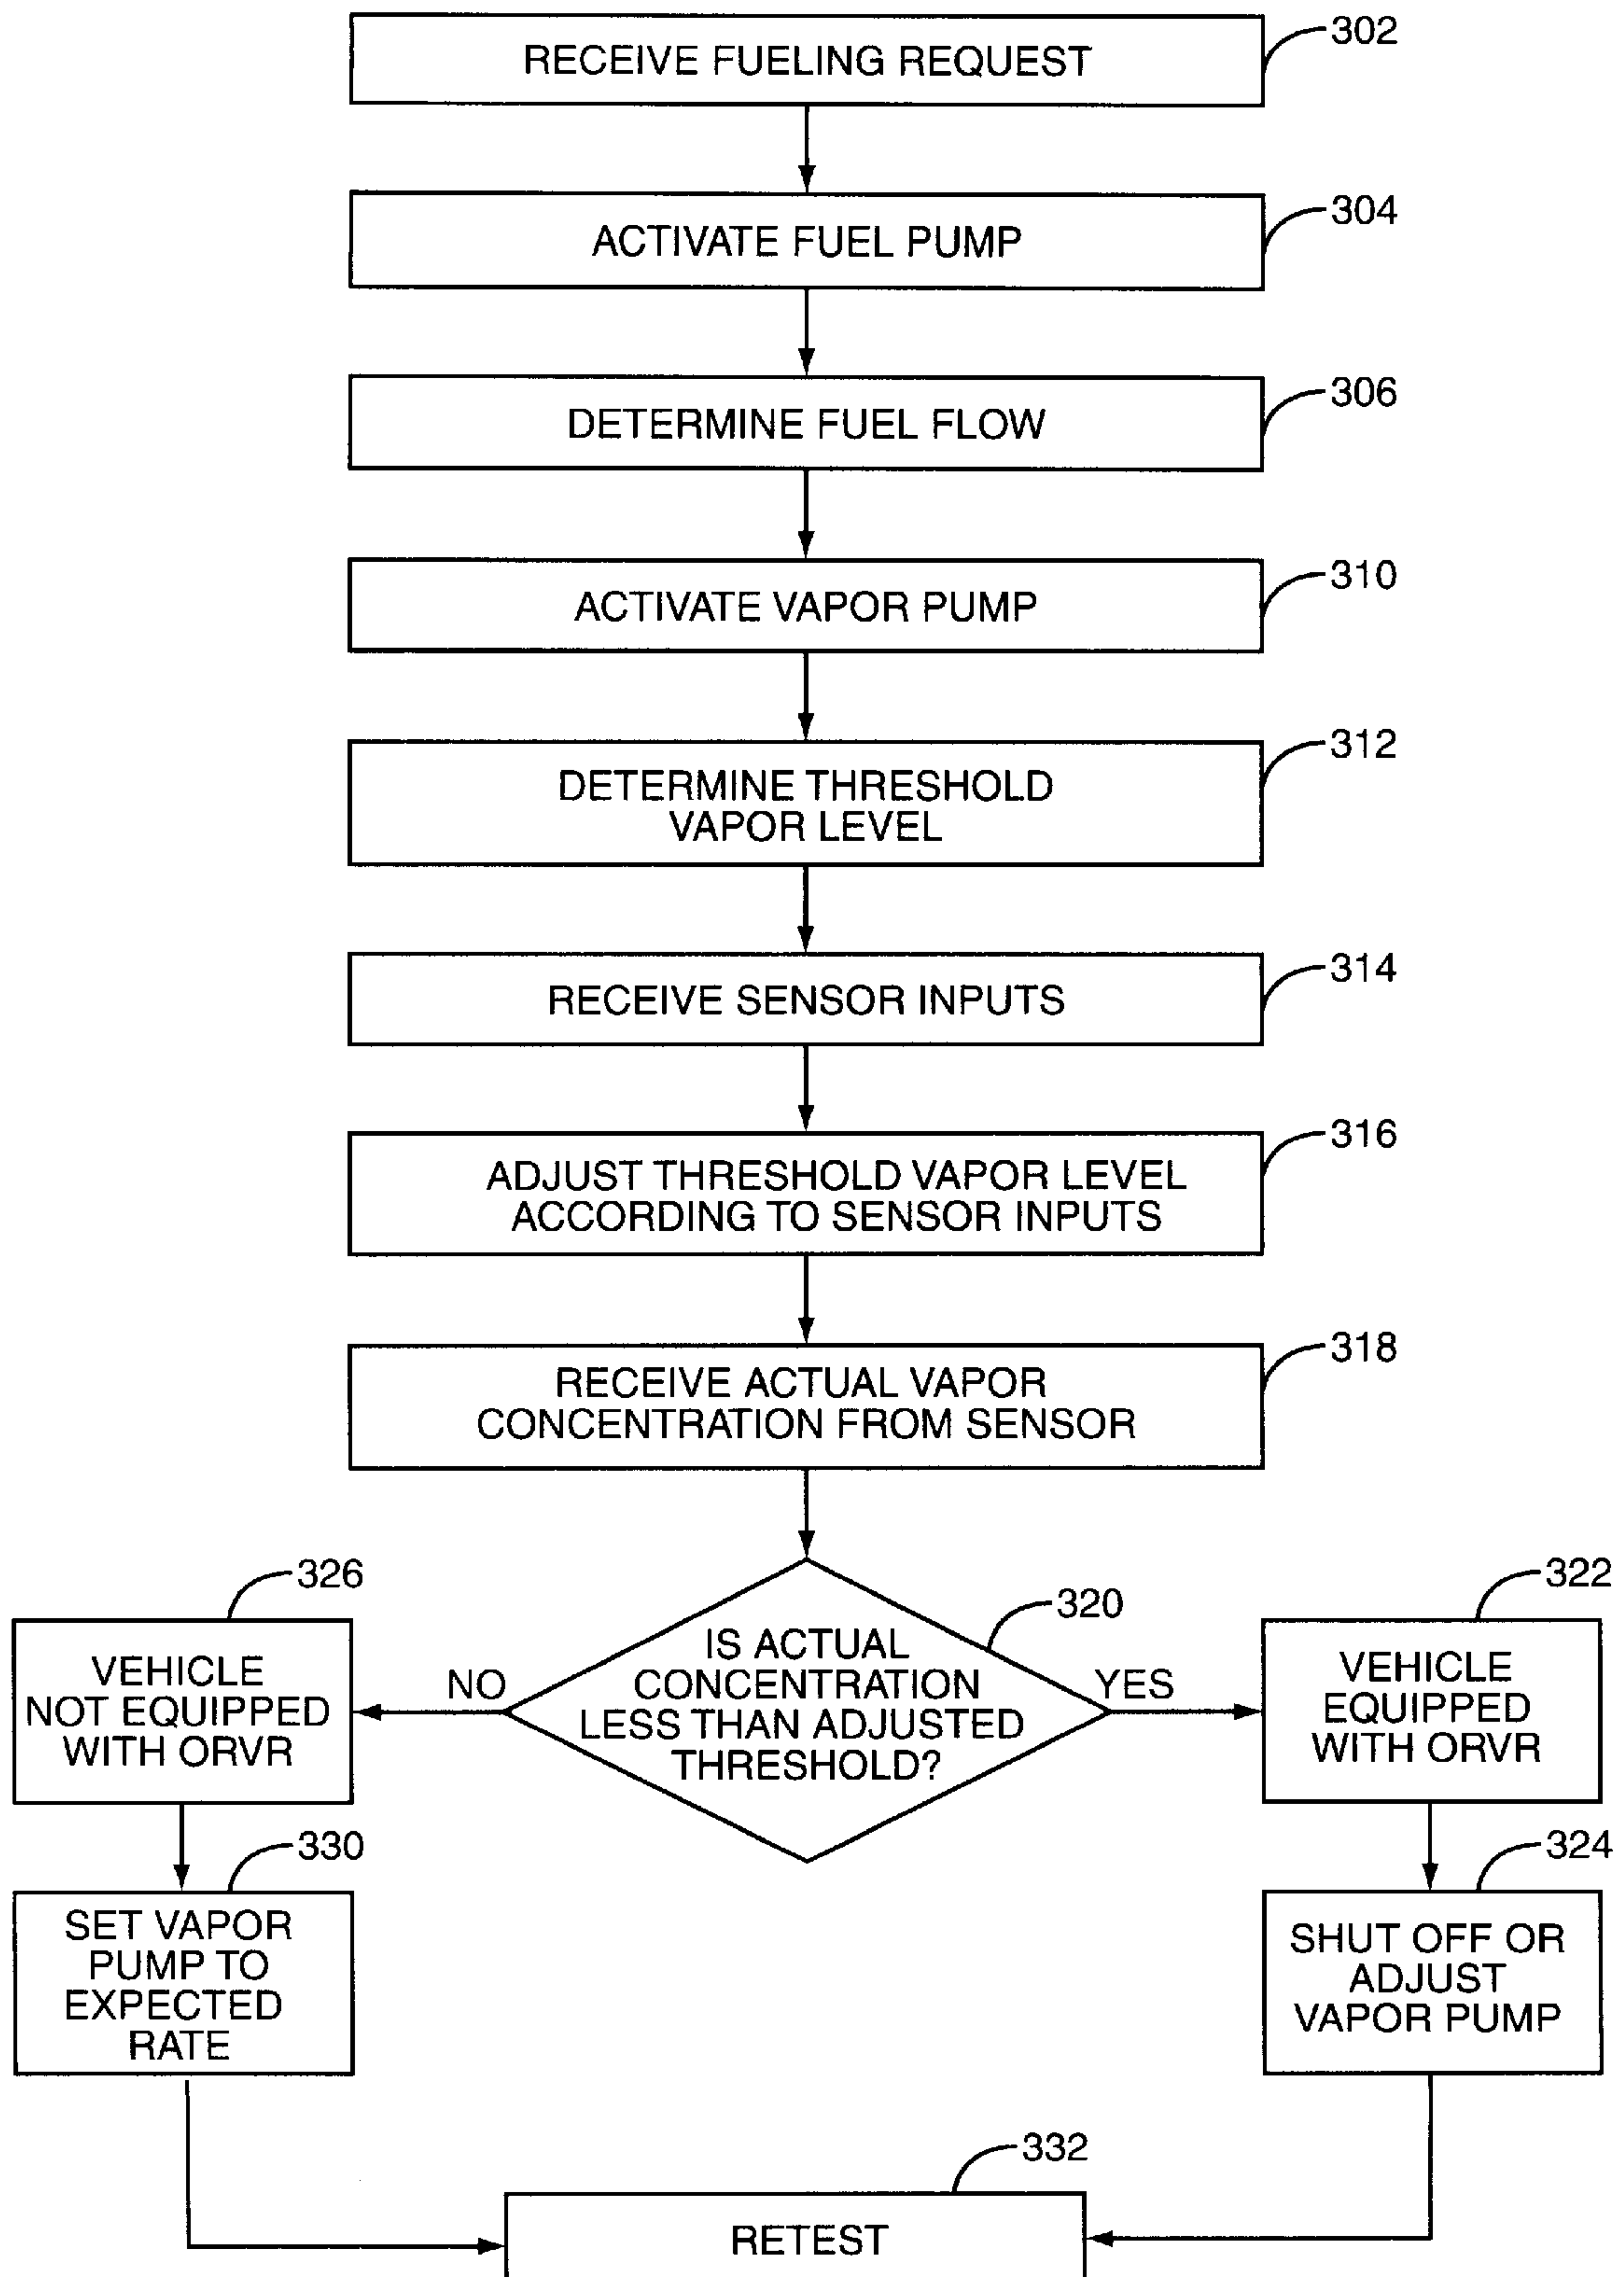 RECEIVE FUELING REQUEST
302
ACTIVATE FUEL PUMP
304
DETERMINE FUEL FLOW
306
ACTIVATE VAPOR PUMP
310
DETERMINE THRESHOLD
VAPOR LEVEL
312
RECEIVE SENSOR INPUTS
314
ADJUST THRESHOLD VAPOR LEVEL
ACCORDING TO SENSOR INPUTS
316
RECEIVE ACTUAL VAPOR
CONCENTRATION FROM SENSOR
318
IS ACTUAL
CONCENTRATION
LESS THAN ADJUSTED
THRESHOLD?
320
NO
YES
326
VEHICLE
NOT EQUIPPED
WITH ORVR
330
SET VAPOR
PUMP TO
EXPECTED
RATE
322
VEHICLE
EQUIPPED
WITH ORVR
324
SHUT OFF OR
ADJUST
VAPOR PUMP
332
RETEST